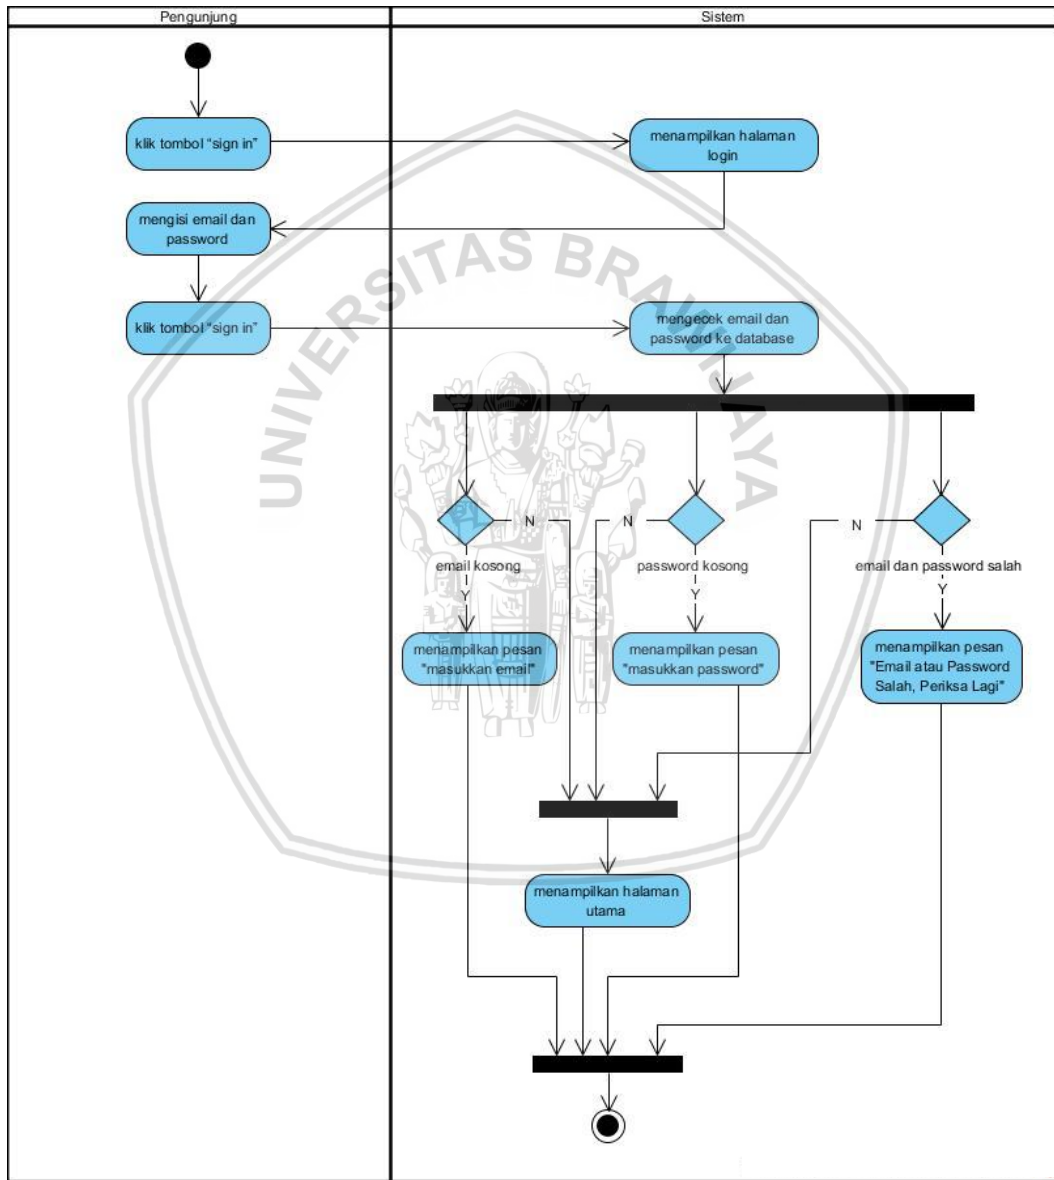 Pengunjung
Sistem
klik tombol "sign in"
menampilkan halaman
login
mengisi email dan
password
klik tombol "sign in"
mengecek email dan
password ke database
UNIVERSITAS BRAWIJAYA
N
N
N
email kosong
password kosong
email dan password salah
Y
Y
Y
menampilkan pesan
"masukkan email"
menampilkan pesan
"masukkan password"
menampilkan pesan
"Email atau Password
Salah, Periksa Lagi"
menampilkan halaman
utama